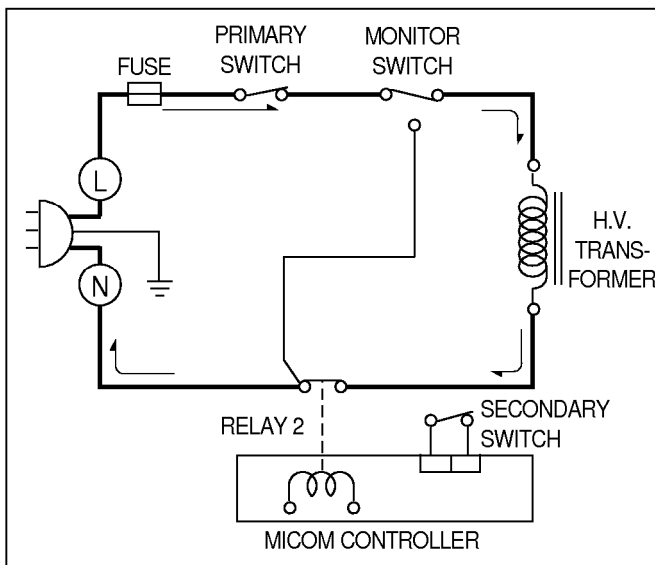 PRIMARY
SWITCH
MONITOR
SWITCH
FUSE
L
H.V.
TRANS-
FORMER
N
RELAY 2
SECONDARY
SWITCH
MICOM CONTROLLER